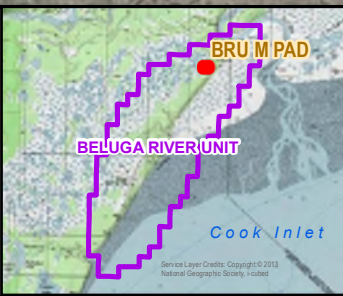 BRU M PAD
BELUGA RIVER UNIT
Cook Inlet
Service Layer Credits: Copyright:© 2013
National Geographic Society, i-cubed